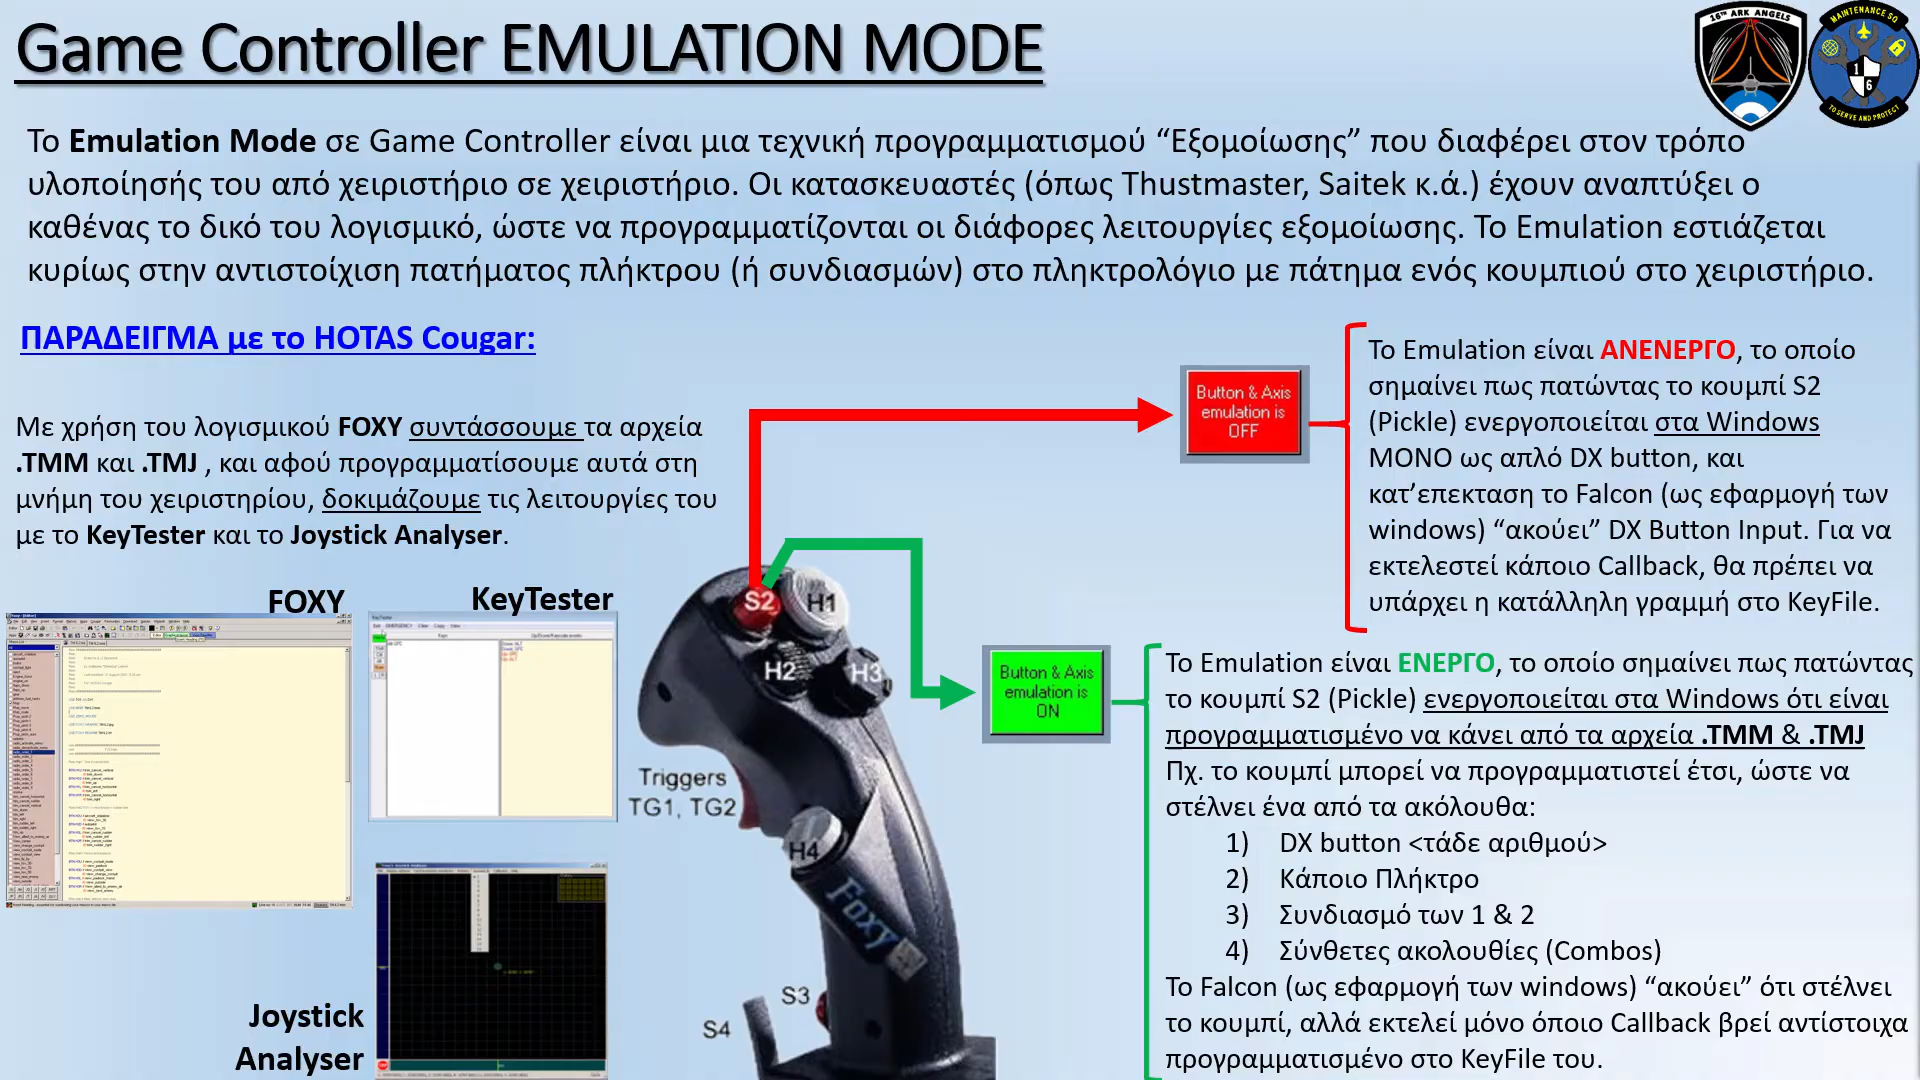 Game Controller EMULATION MODE
16TH ARK ANGELS
MAINTENANCE SQ
1 6
TO SERVE AND PROTECT
Το Emulation Mode σε Game Controller είναι μια τεχνική προγραμματισμού “Εξομοίωσης” που διαφέρει στον τρόπο
υλοποίησής του από χειριστήριο σε χειριστήριο. Οι κατασκευαστές (όπως Thustmaster, Saitek κ.ά.) έχουν αναπτύξει ο
καθένας το δικό του λογισμικό, ώστε να προγραμματίζονται οι διάφορες λειτουργίες εξομοίωσης. Το Emulation εστιάζεται
κυρίως στην αντιστοίχιση πατήματος πλήκτρου (ή συνδιασμών) στο πληκτρολόγιο με πάτημα ενός κουμπιού στο χειριστήριο.
ΠΑΡΑΔΕΙΓΜΑ με το HOTAS Cougar:
Με χρήση του λογισμικού FOXY συντάσσουμε τα αρχεία
.TMM και .TMJ , και αφού προγραμματίσουμε αυτά στη
μνήμη του χειριστηρίου, δοκιμάζουμε τις λειτουργίες του
με το KeyTester και το Joystick Analyser.
FOXY
KeyTester
Joystick
Analyser
S2
H1
H2
H3
Triggers
TG1, TG2
H4
Foxy
S3
S4
Button & Axis
emulation is
OFF
Το Emulation είναι ΑΝΕΝΕΡΓΟ, το οποίο
σημαίνει πως πατώντας το κουμπί S2
(Pickle) ενεργοποιείται στα Windows
ΜΟΝΟ ως απλό DX button, και
κατ’επεκταση το Falcon (ως εφαρμογή των
windows) “ακούει” DX Button Input. Για να
εκτελεστεί κάποιο Callback, θα πρέπει να
υπάρχει η κατάλληλη γραμμή στο KeyFile.
Button & Axis
emulation is
ON
Το Emulation είναι ΕΝΕΡΓΟ, το οποίο σημαίνει πως πατώντας
το κουμπί S2 (Pickle) ενεργοποιείται στα Windows ότι είναι
προγραμματισμένο να κάνει από τα αρχεία .TMM & .TMJ
Πχ. το κουμπί μπορεί να προγραμματιστεί έτσι, ώστε να
στέλνει ένα από τα ακόλουθα:
1) DX button <τάδε αριθμού>
2) Κάποιο Πλήκτρο
3) Συνδιασμό των 1 & 2
4) Σύνθετες ακολουθίες (Combos)
Το Falcon (ως εφαρμογή των windows) “ακούει” ότι στέλνει
το κουμπί, αλλά εκτελεί μόνο όποιο Callback βρεί αντίστοιχα
προγραμματισμένο στο KeyFile του.